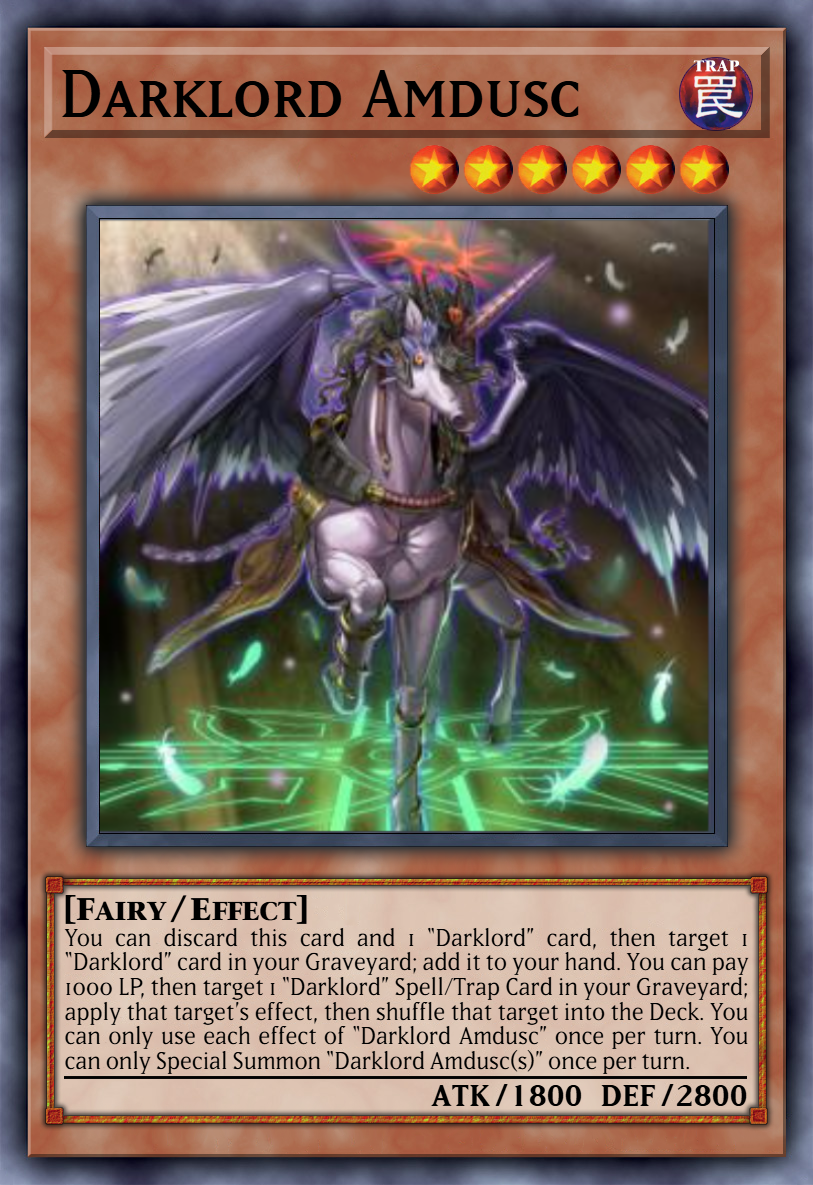 Darklord Amdusc
TRAP
罠
[Fairy/Effect]
You can discard this card and 1 "Darklord" card, then target 1
"Darklord" card in your Graveyard; add it to your hand. You can pay
1000 LP, then target 1 "Darklord" Spell/Trap Card in your Graveyard;
apply that target's effect, then shuffle that target into the Deck. You
can only use each effect of "Darklord Amdusc" once per turn. You
can only Special Summon "Darklord Amdusc(s)" once per turn.
ATK/1800 DEF/2800